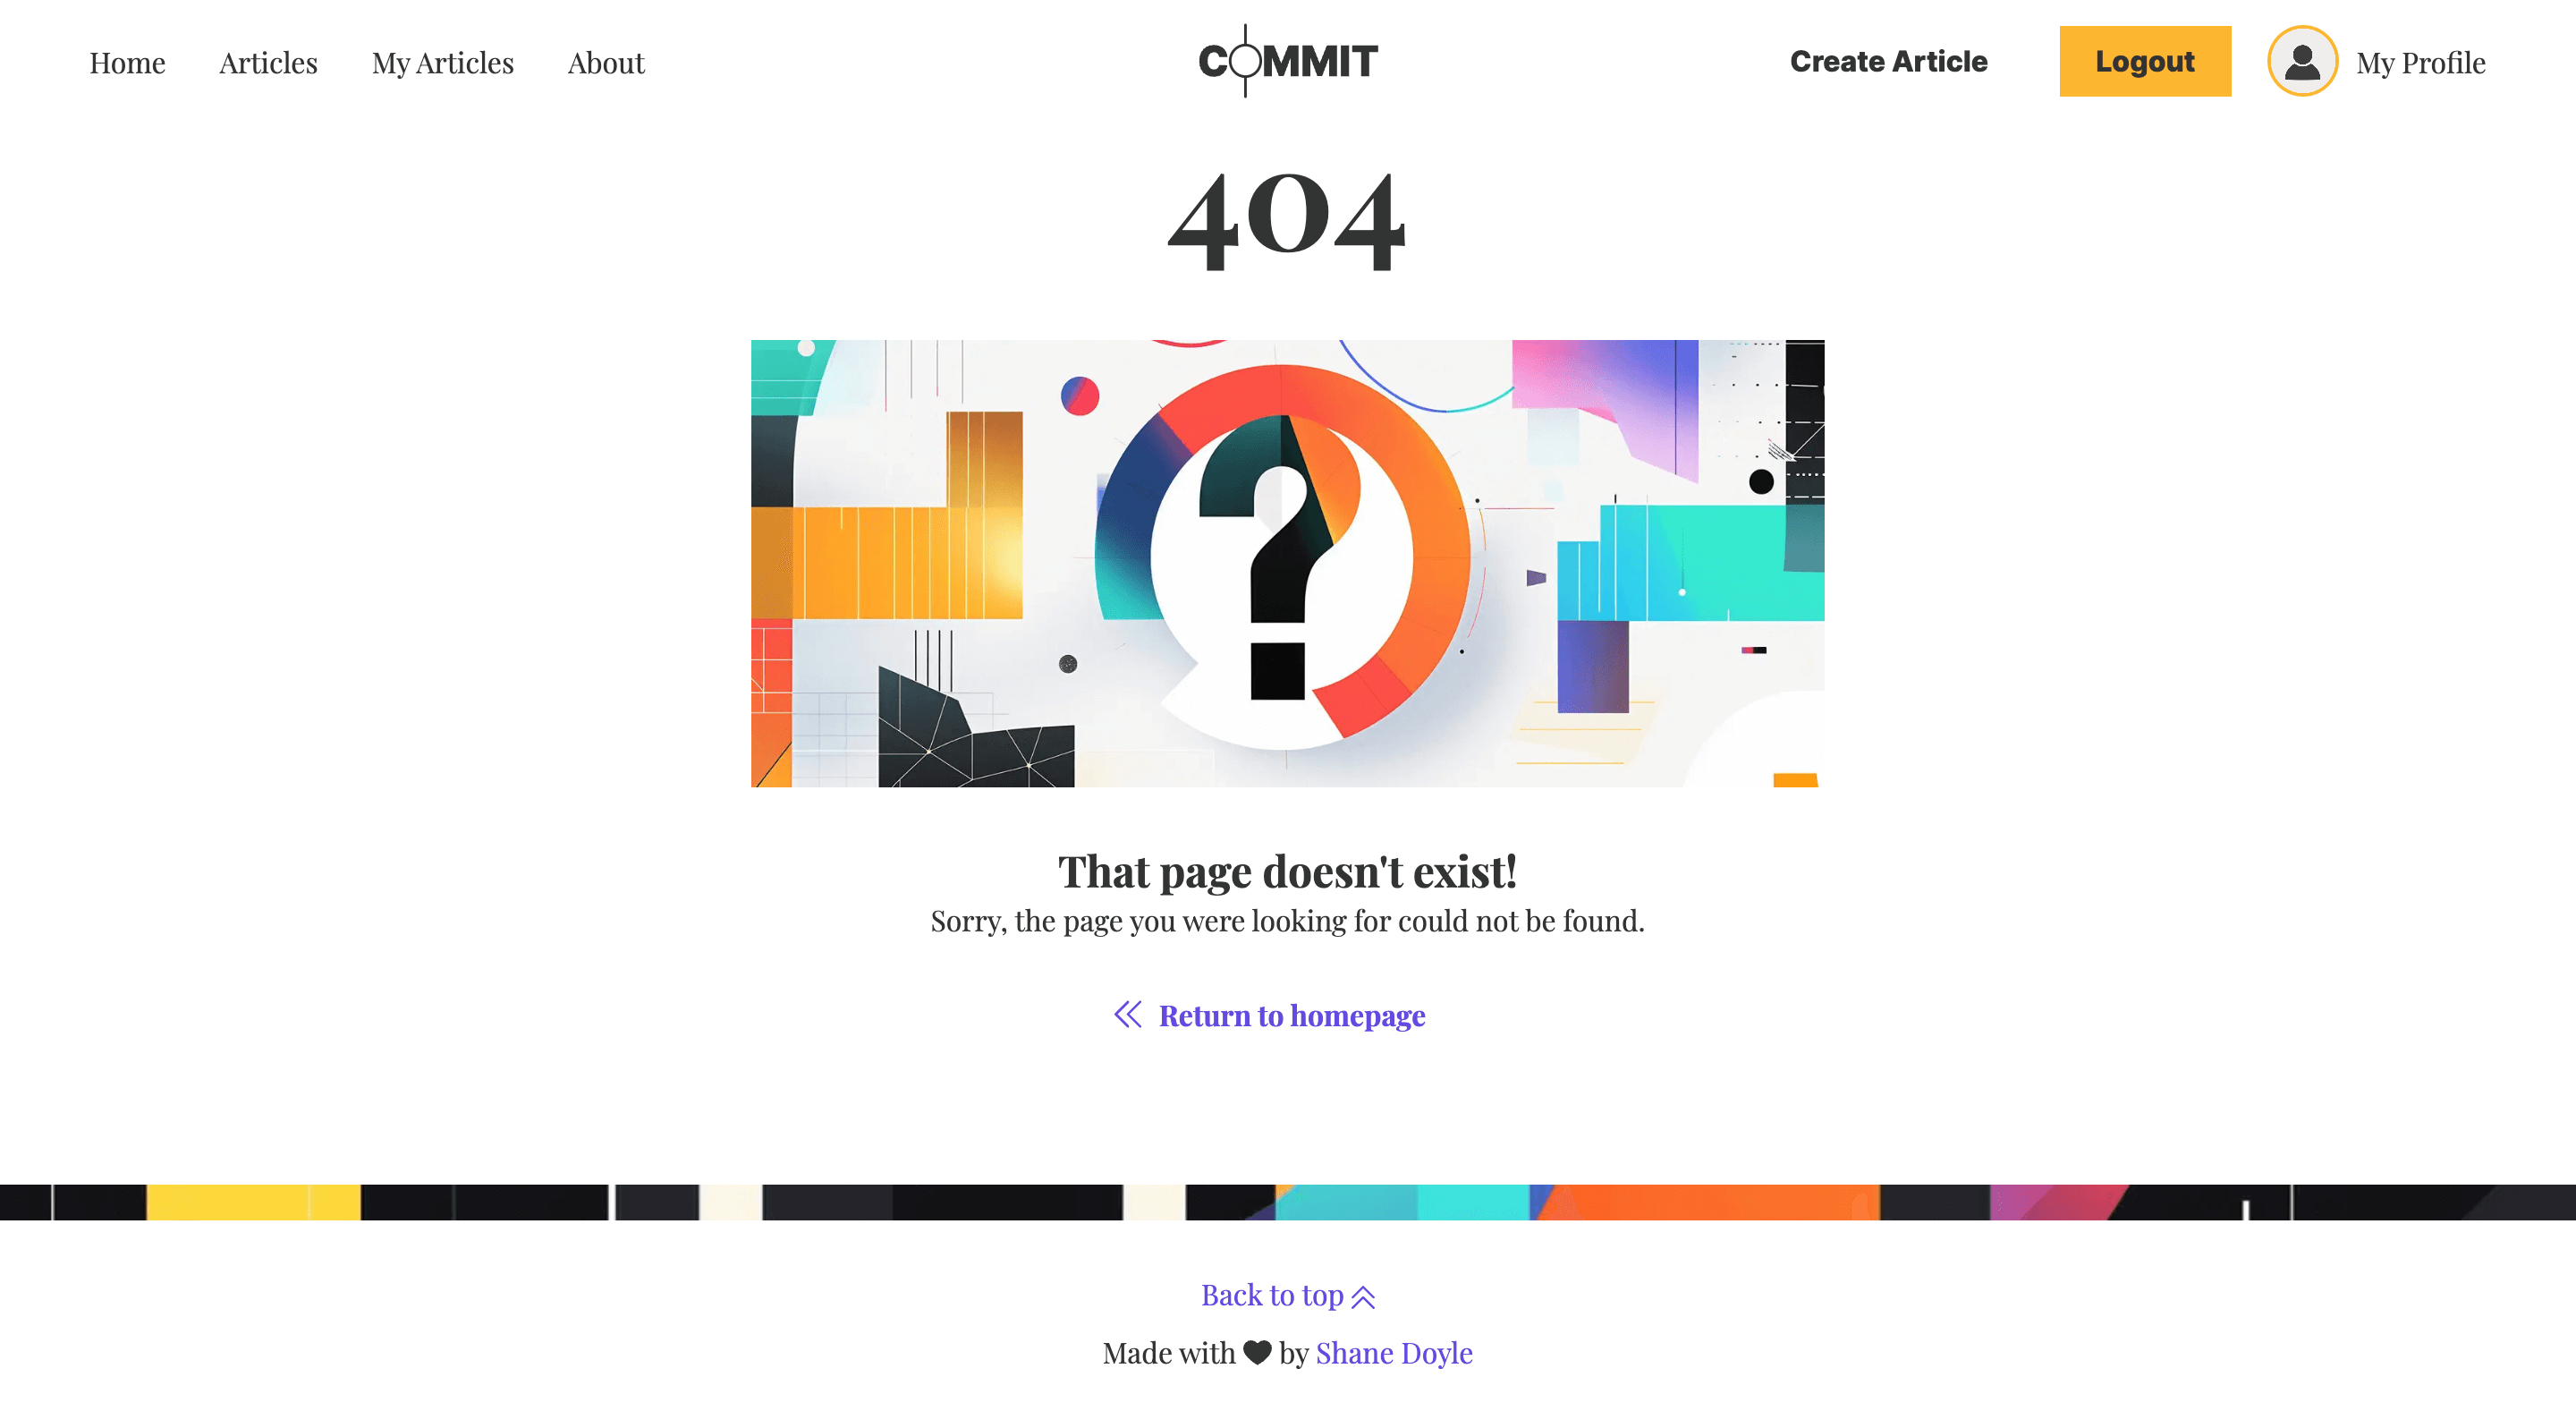 Home Articles My Articles About COMMIT Create Article Logout My Profile
404
?
That page doesn't exist!
Sorry, the page you were looking for could not be found.
Return to homepage
Back to top
Made with by Shane Doyle